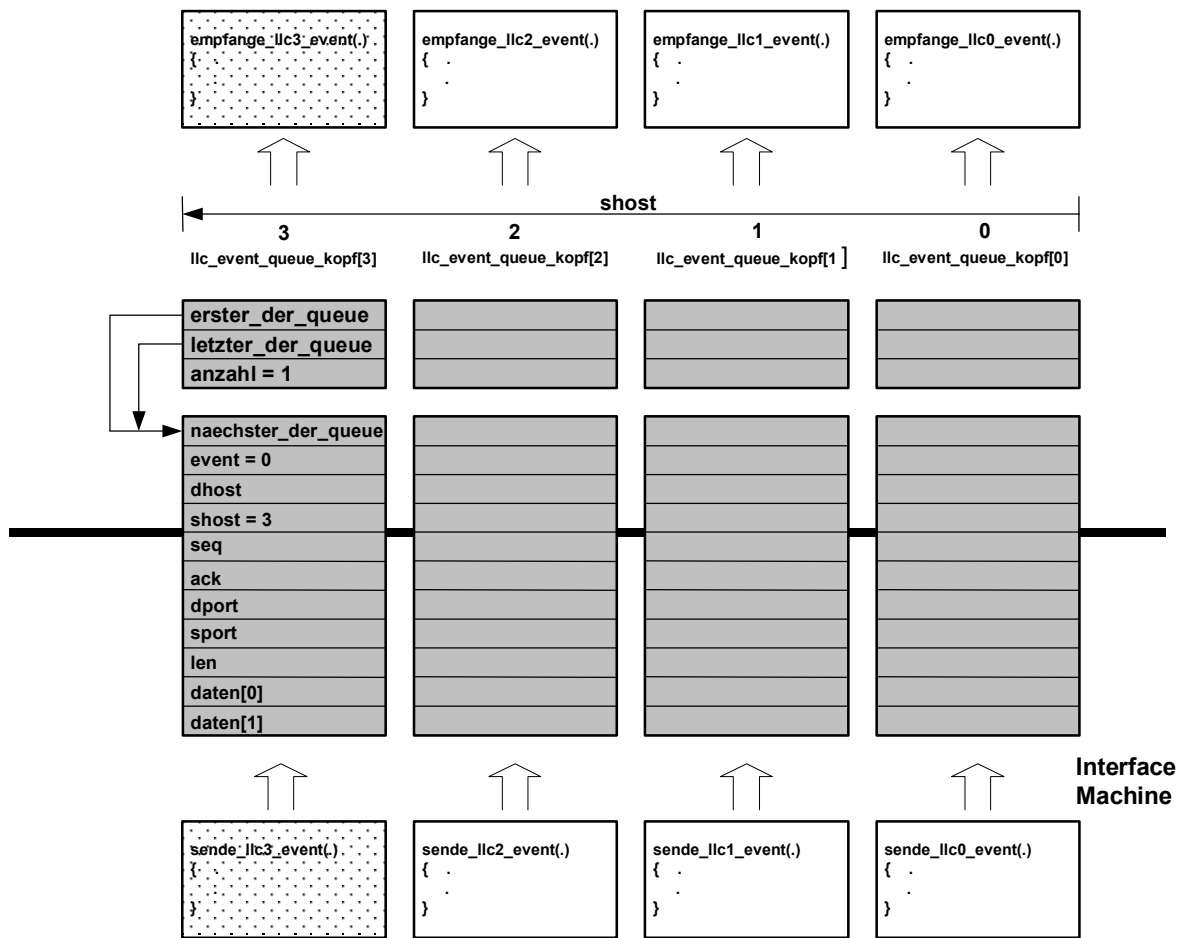 empfange_llc3_event(.)
{ .
.
}
empfange_llc2_event(.)
{ .
.
}
empfange_llc1_event(.)
{ .
.
}
empfange_llc0_event(.)
{ .
.
}
shost
3 2 1 0
llc_event_queue_kopf[3] llc_event_queue_kopf[2] llc_event_queue_kopf[1 ] llc_event_queue_kopf[0]
erster_der_queue
letzter_der_queue
anzahl = 1
naechster_der_queue
event = 0
dhost
shost = 3
seq
ack
dport
sport
len
daten[0]
daten[1]
Interface
Machine
sende_llc3_event(.)
{ .
.
}
sende_llc2_event(.)
{ .
.
}
sende_llc1_event(.)
{ .
.
}
sende_llc0_event(.)
{ .
.
}